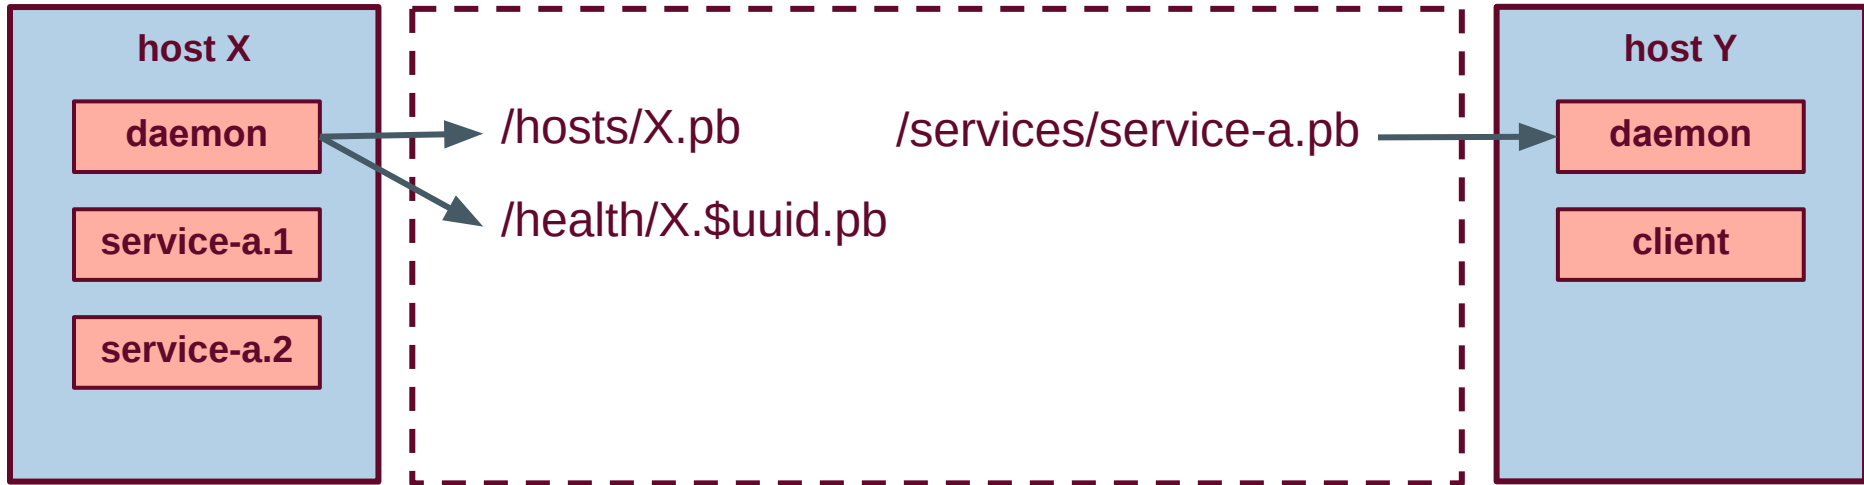 host X
daemon
service-a.1
service-a.2
/hosts/X.pb
/health/X.$uuid.pb
/services/service-a.pb
host Y
daemon
client